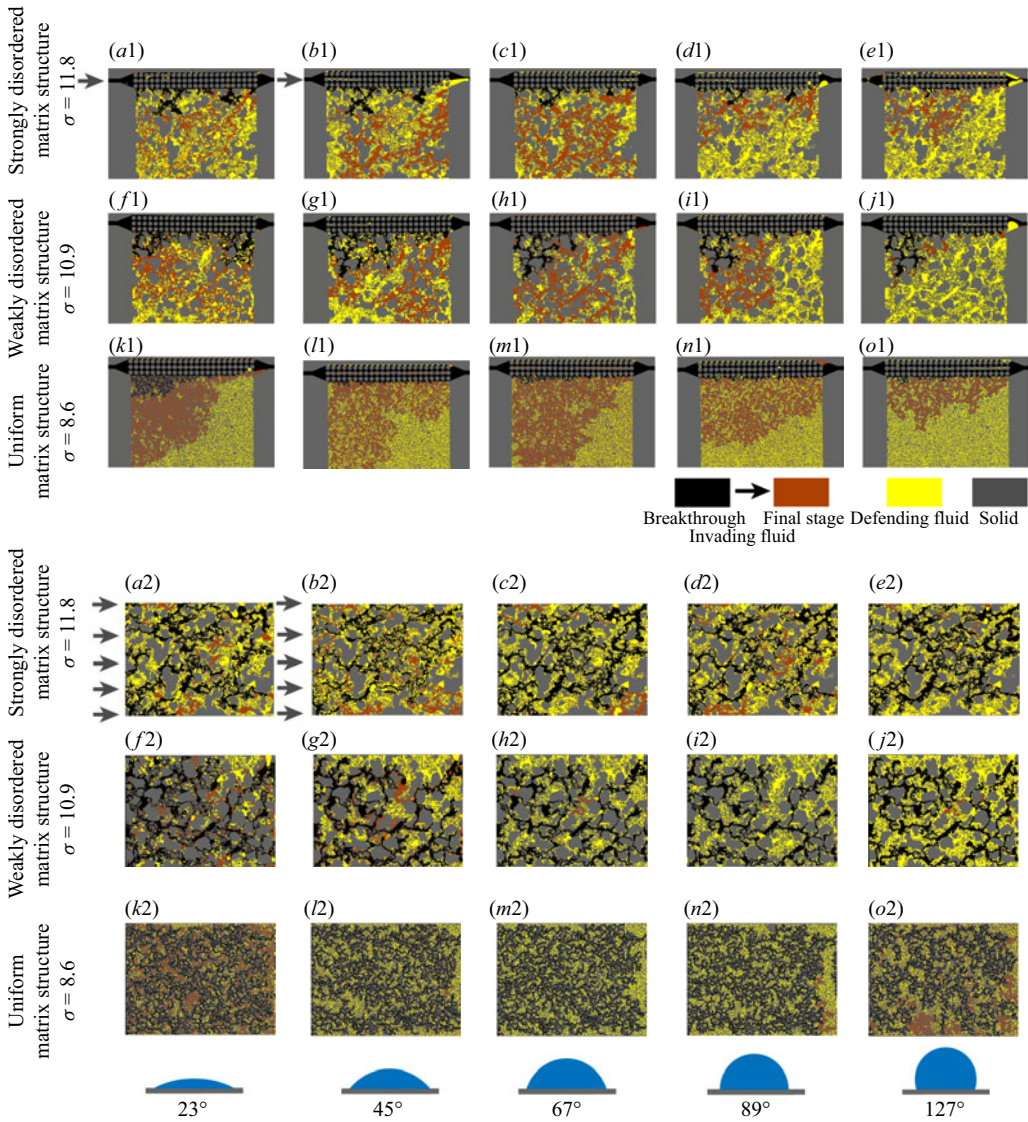 Strongly disordered
matrix structure
σ = 11.8
(a1) (b1) (c1) (d1) (e1)
Weakly disordered
matrix structure
σ = 10.9
(f1) (g1) (h1) (i1) (j1)
Uniform
matrix structure
σ = 8.6
(k1) (l1) (m1) (n1) (o1)
Breakthrough Final stage Defending fluid Solid
Invading fluid
Strongly disordered
matrix structure
σ = 11.8
(a2) (b2) (c2) (d2) (e2)
Weakly disordered
matrix structure
σ = 10.9
(f2) (g2) (h2) (i2) (j2)
Uniform
matrix structure
σ = 8.6
(k2) (l2) (m2) (n2) (o2)
23° 45° 67° 89° 127°